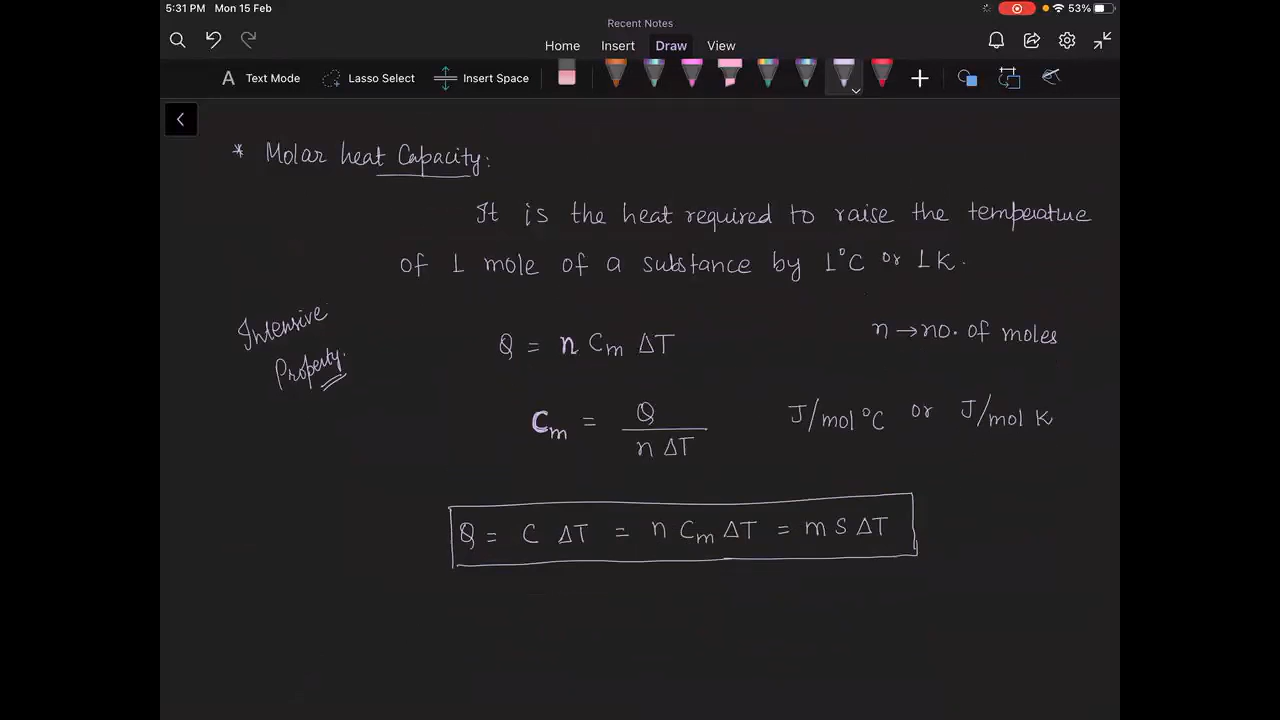 5:31 PM Mon 15 Feb
53%
Recent Notes
Home Insert Draw View
Text Mode Lasso Select Insert Space
* Molar heat Capacity:
It is the heat required to raise the temperature
of 1 mole of a substance by 1°C or 1K.
Intensive
Property.
Q = n Cm ΔT
n → no. of moles
Cm = Q / n ΔT
J/mol °C or J/mol K
Q = C ΔT = n Cm ΔT = m S ΔT